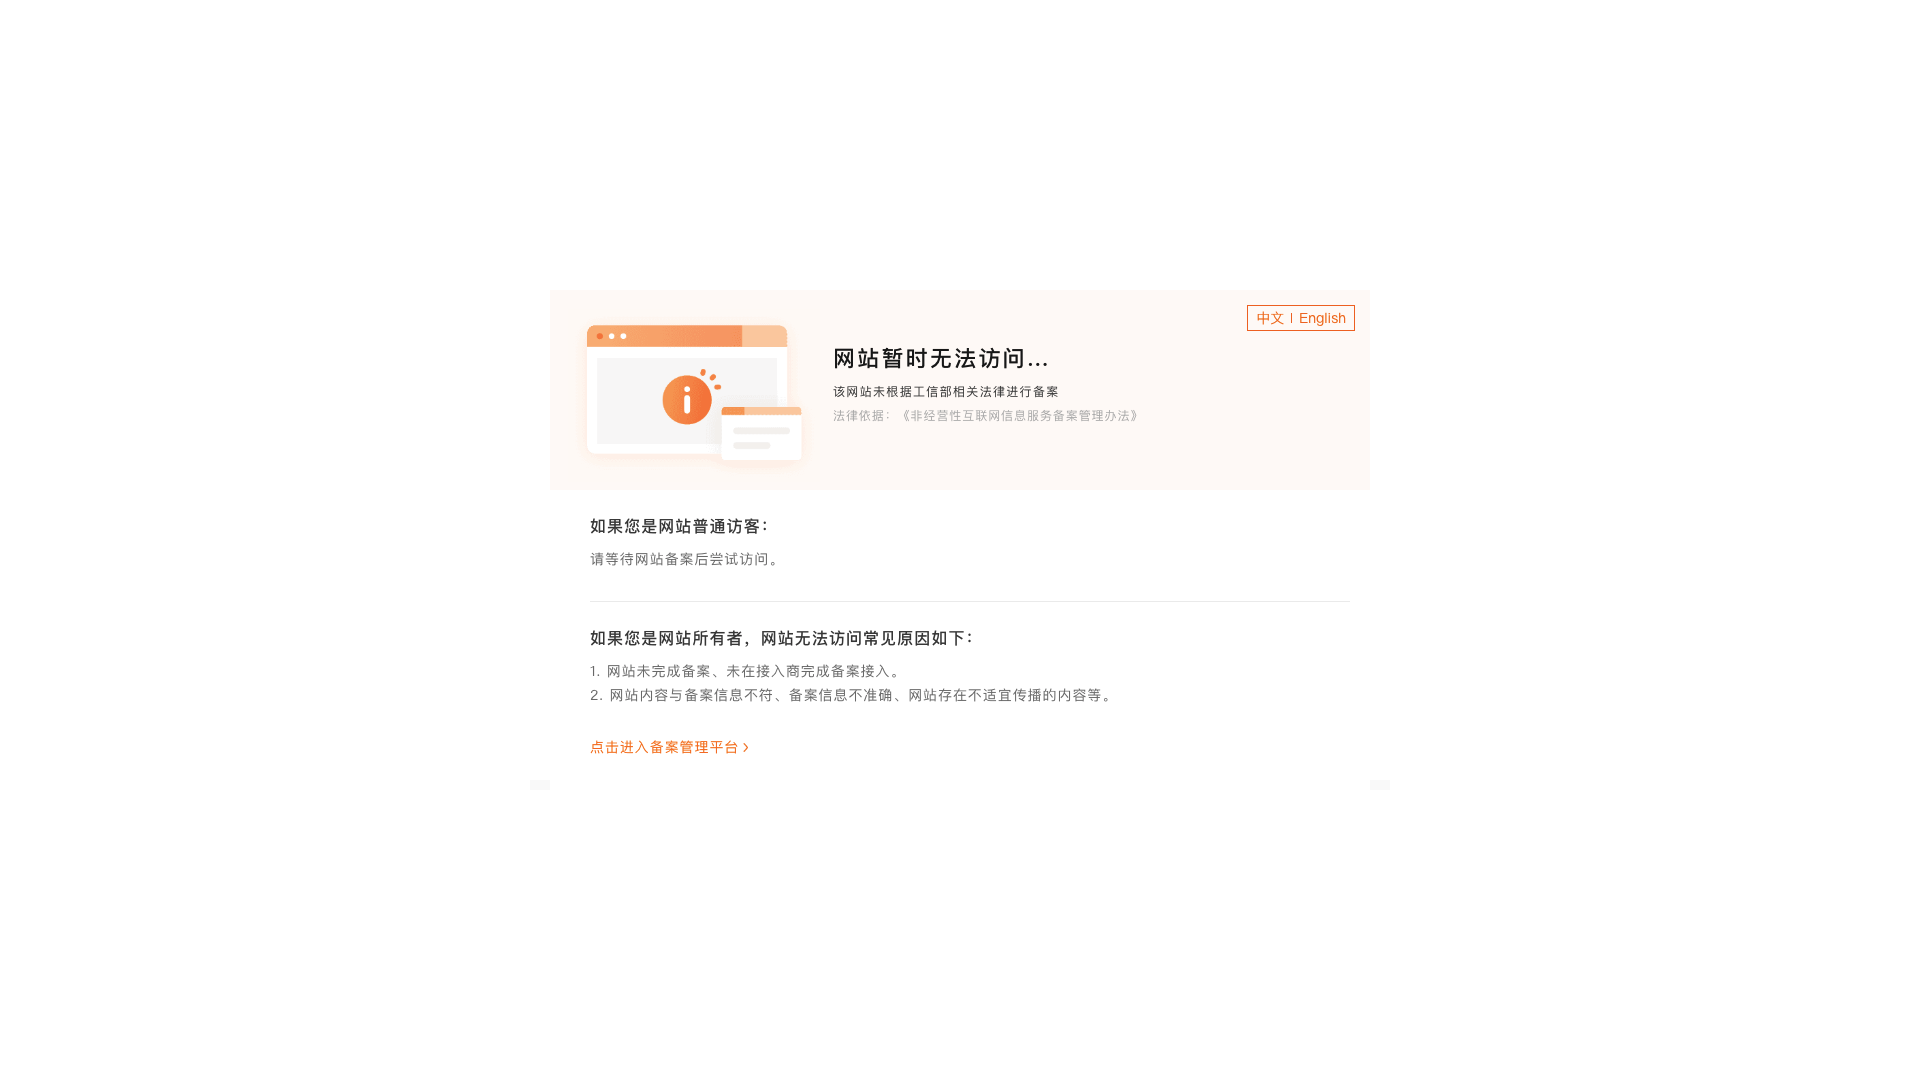 中文 | English
网站暂时无法访问...
该网站未根据工信部相关法律进行备案
法律依据：《非经营性互联网信息服务备案管理办法》
如果您是网站普通访客：
请等待网站备案后尝试访问。
如果您是网站所有者，网站无法访问常见原因如下：
1. 网站未完成备案、未在接入商完成备案接入。
2. 网站内容与备案信息不符、备案信息不准确、网站存在不适宜传播的内容等。
点击进入备案管理平台 >